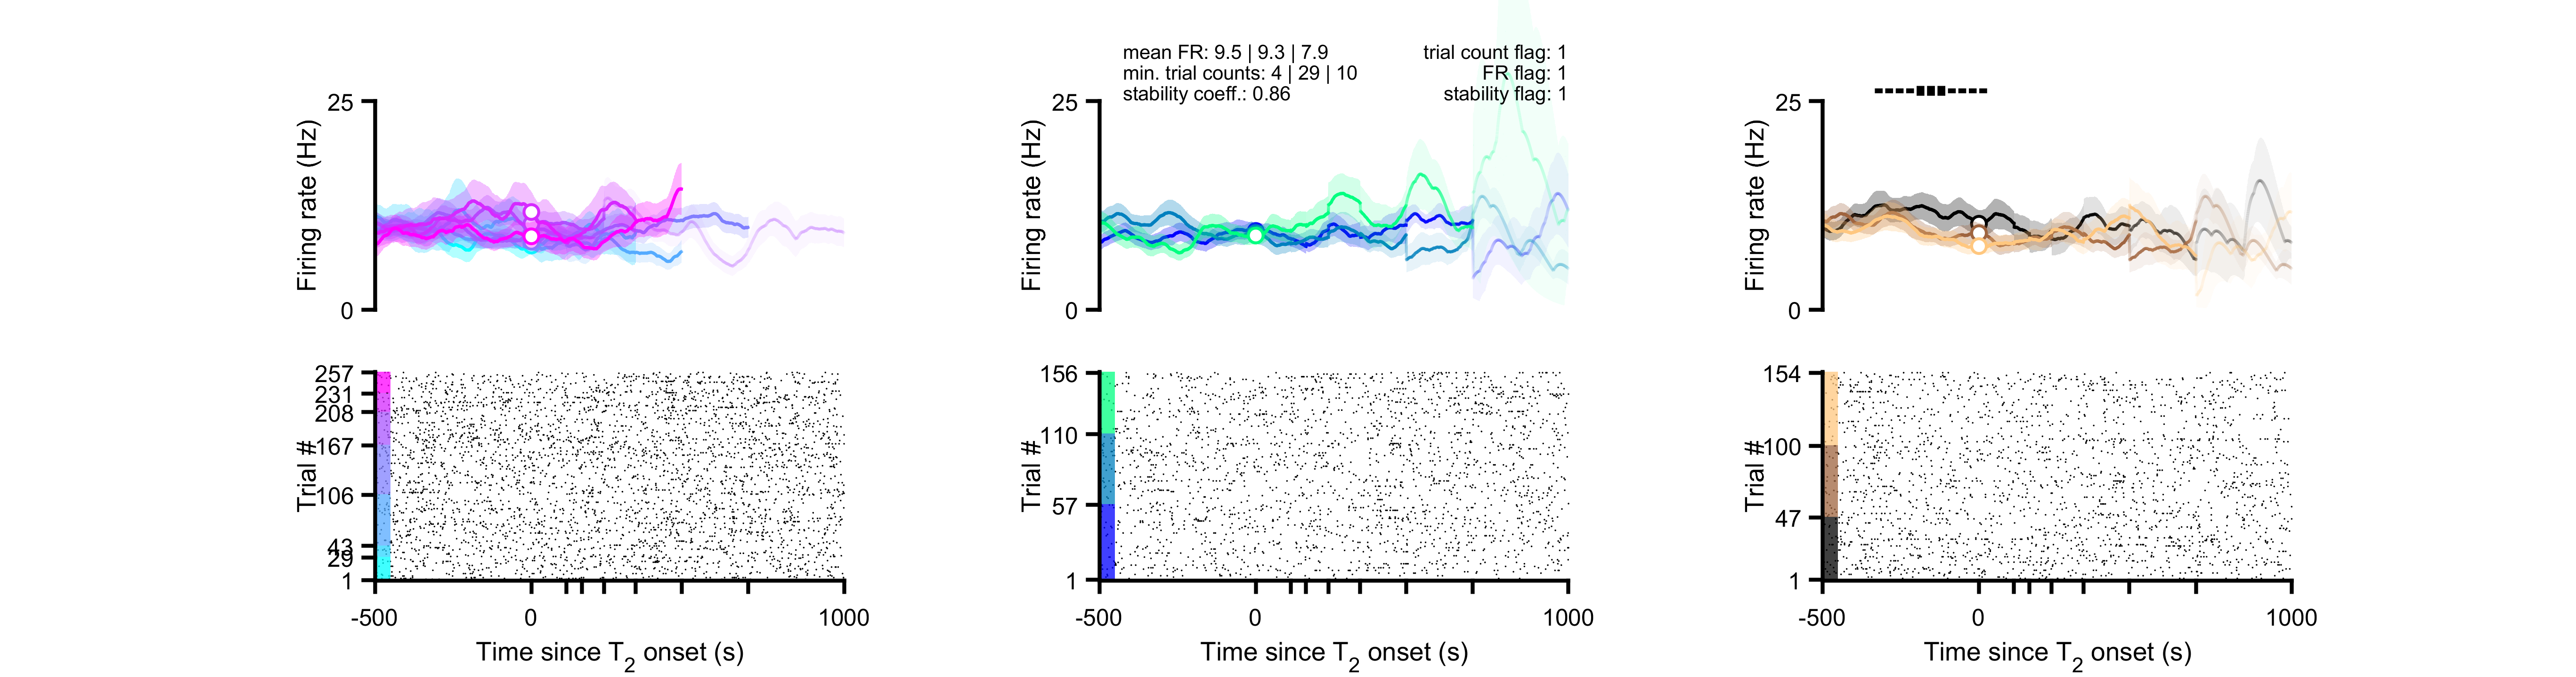 mean FR: 9.5 | 9.3 | 7.9
min. trial counts: 4 | 29 | 10
stability coeff.: 0.86
trial count flag: 1
FR flag: 1
stability flag: 1
25
Firing rate (Hz)
0
25
Firing rate (Hz)
0
25
Firing rate (Hz)
0
257
231
208
167
106
43
29
1
Trial #
-500
0
1000
Time since T2 onset (s)
156
110
57
1
Trial #
-500
0
1000
Time since T2 onset (s)
154
100
47
1
Trial #
-500
0
1000
Time since T2 onset (s)